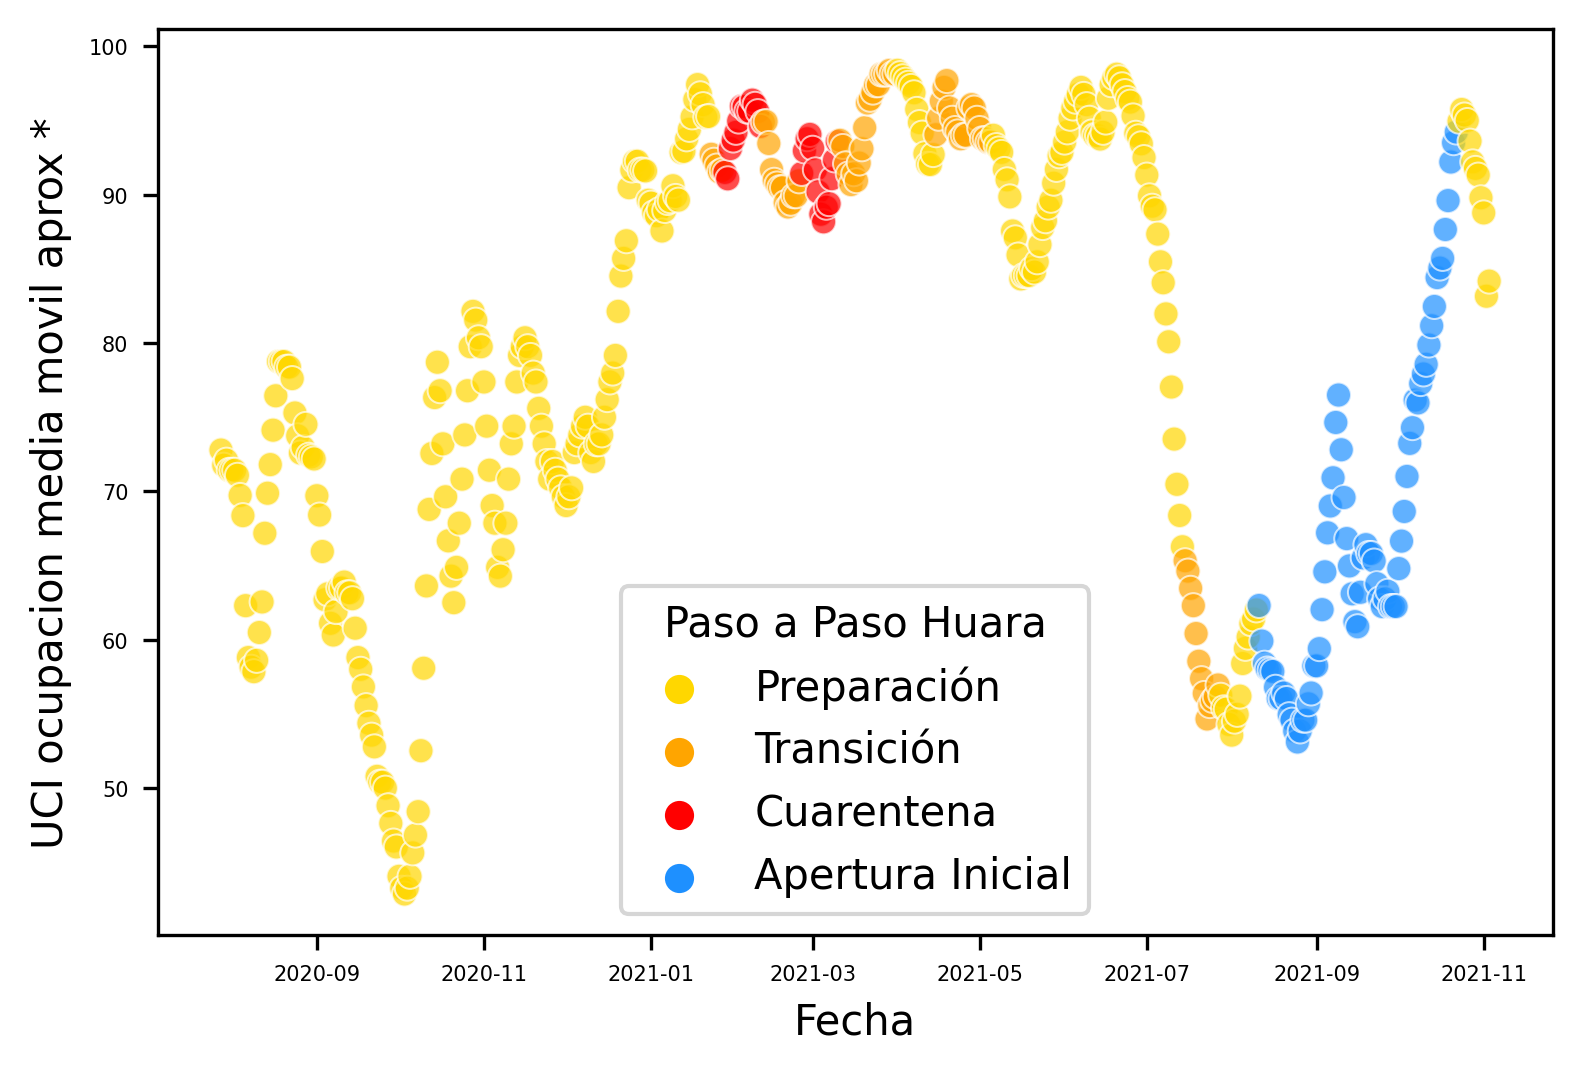 UCI ocupacion media movil aprox *
100
90
80
70
60
50
Paso a Paso Huara
Preparación
Transición
Cuarentena
Apertura Inicial
2020-09
2020-11
2021-01
2021-03
2021-05
2021-07
2021-09
2021-11
Fecha